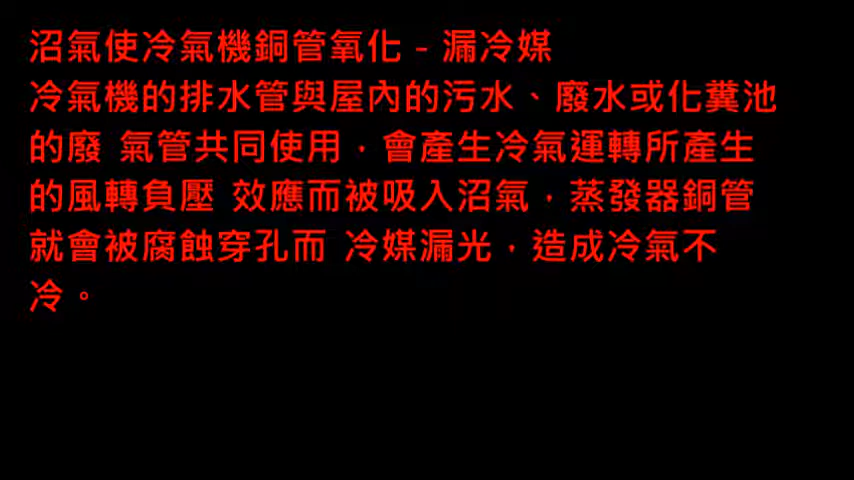 沼氣使冷氣機銅管氧化 - 漏冷媒
冷氣機的排水管與屋內的污水、廢水或化糞池
的廢 氣管共同使用，會產生冷氣運轉所產生
的風轉負壓 效應而被吸入沼氣，蒸發器銅管
就會被腐蝕穿孔而 冷媒漏光，造成冷氣不
冷。